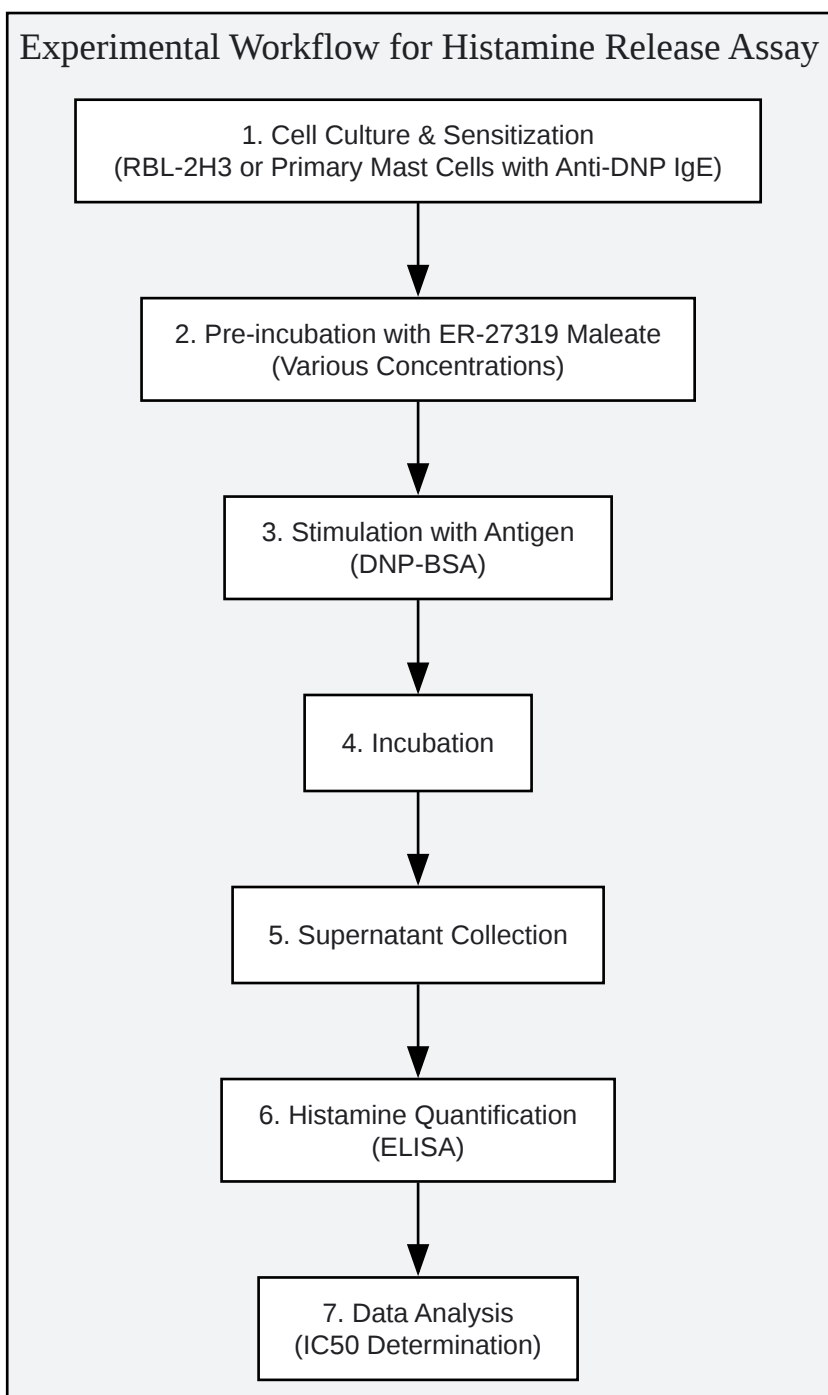 Experimental Workflow for Histamine Release Assay
1. Cell Culture & Sensitization
(RBL-2H3 or Primary Mast Cells with Anti-DNP IgE)
2. Pre-incubation with ER-27319 Maleate
(Various Concentrations)
3. Stimulation with Antigen
(DNP-BSA)
4. Incubation
5. Supernatant Collection
6. Histamine Quantification
(ELISA)
7. Data Analysis
(IC50 Determination)